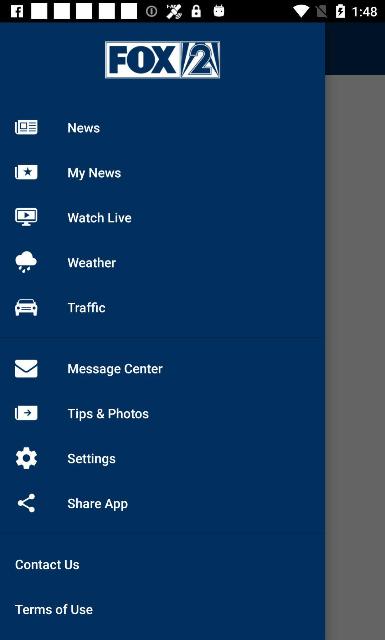 1:48
FOX 2
News
My News
Watch Live
Weather
Traffic
Message Center
Tips & Photos
Settings
Share App
Contact Us
Terms of Use